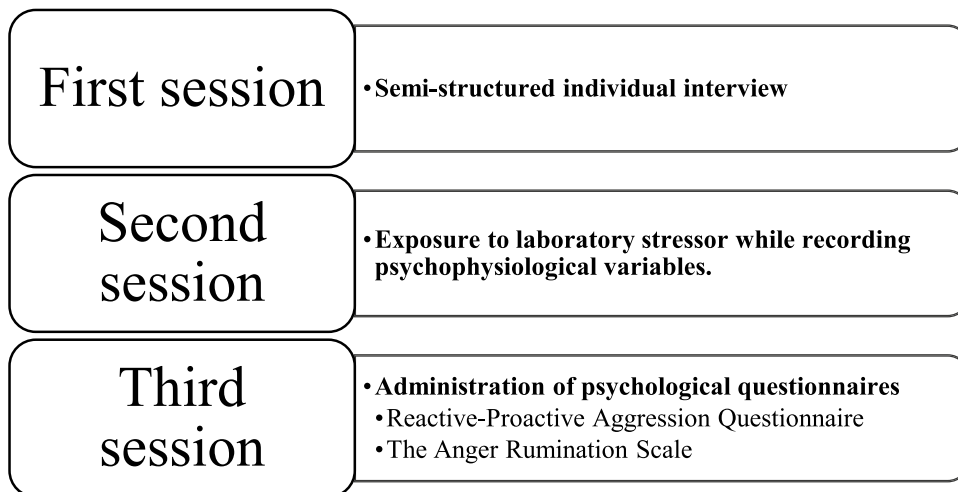 First session
•Semi-structured individual interview
Second
session
•Exposure to laboratory stressor while recording
psychophysiological variables.
Third
session
•Administration of psychological questionnaires
•Reactive-Proactive Aggression Questionnaire
•The Anger Rumination Scale